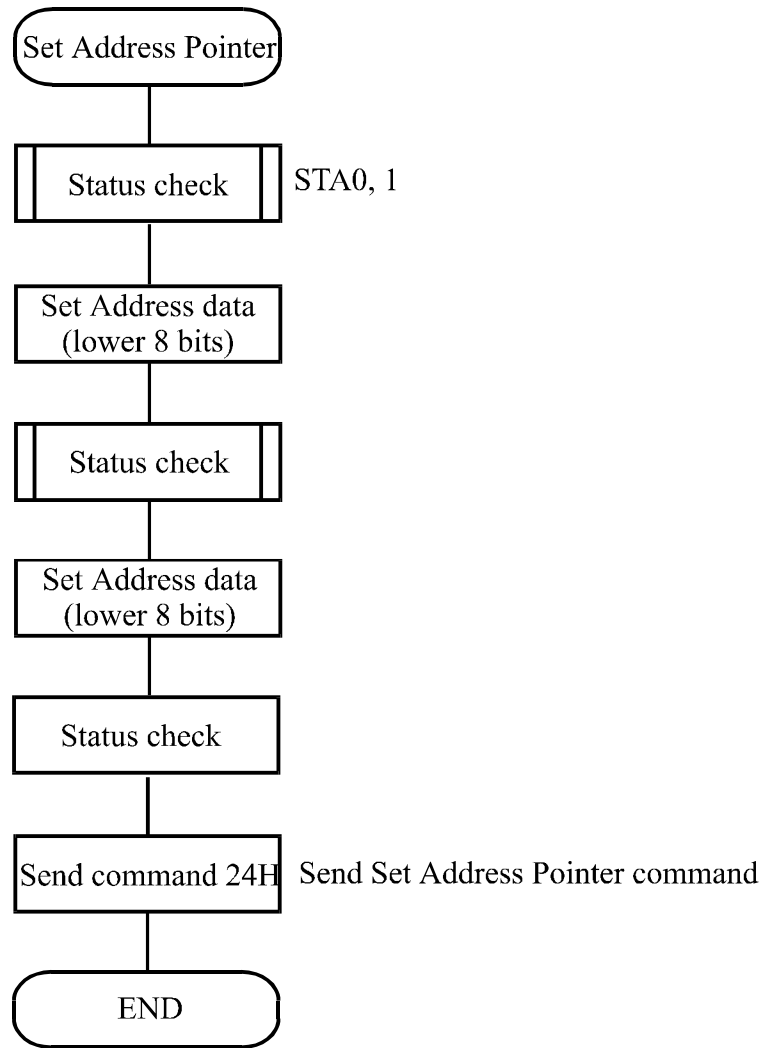 Set Address Pointer
Status check
STA0, 1
Set Address data
(lower 8 bits)
Status check
Set Address data
(lower 8 bits)
Status check
Send command 24H
Send Set Address Pointer command
END